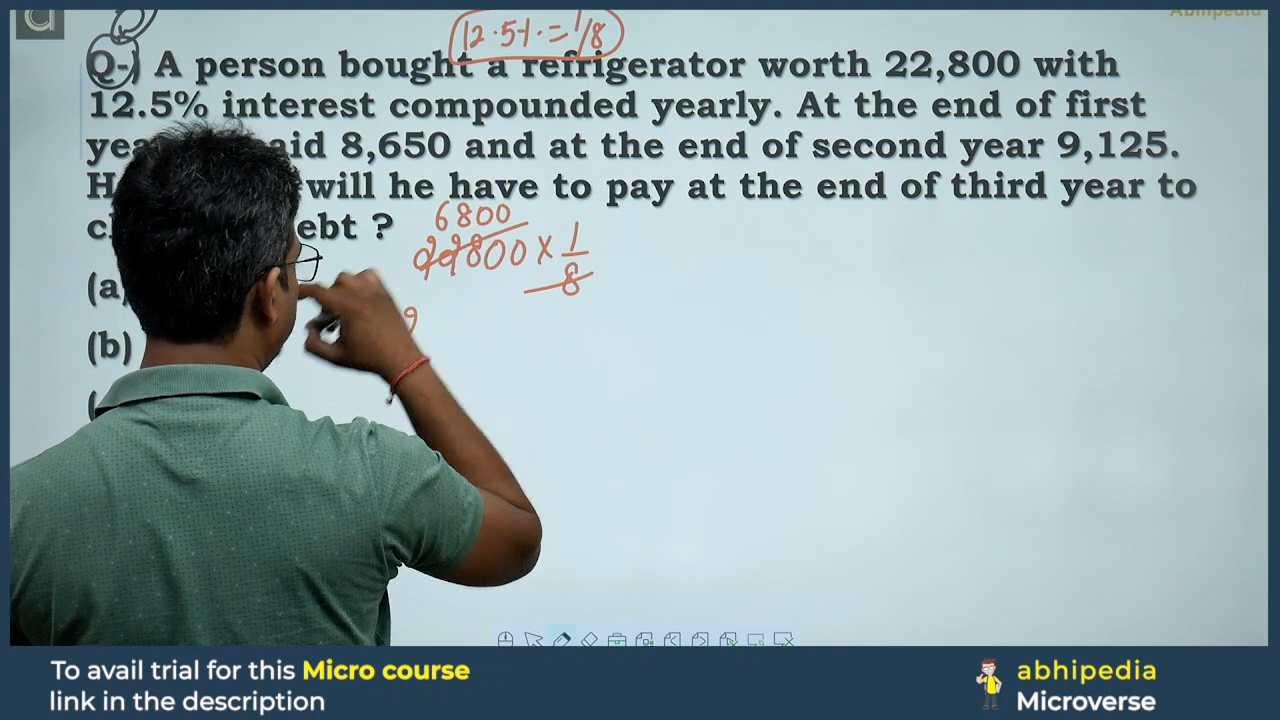 Abhipedia
12.5%. = 1/8
Q-) A person bought a refrigerator worth 22,800 with
12.5% interest compounded yearly. At the end of first
yea aid 8,650 and at the end of second year 9,125.
H will he have to pay at the end of third year to
cl ebt ?
6800
(a)
22800 × 1/8
(b)
To avail trial for this Micro course
link in the description
abhipedia
Microverse